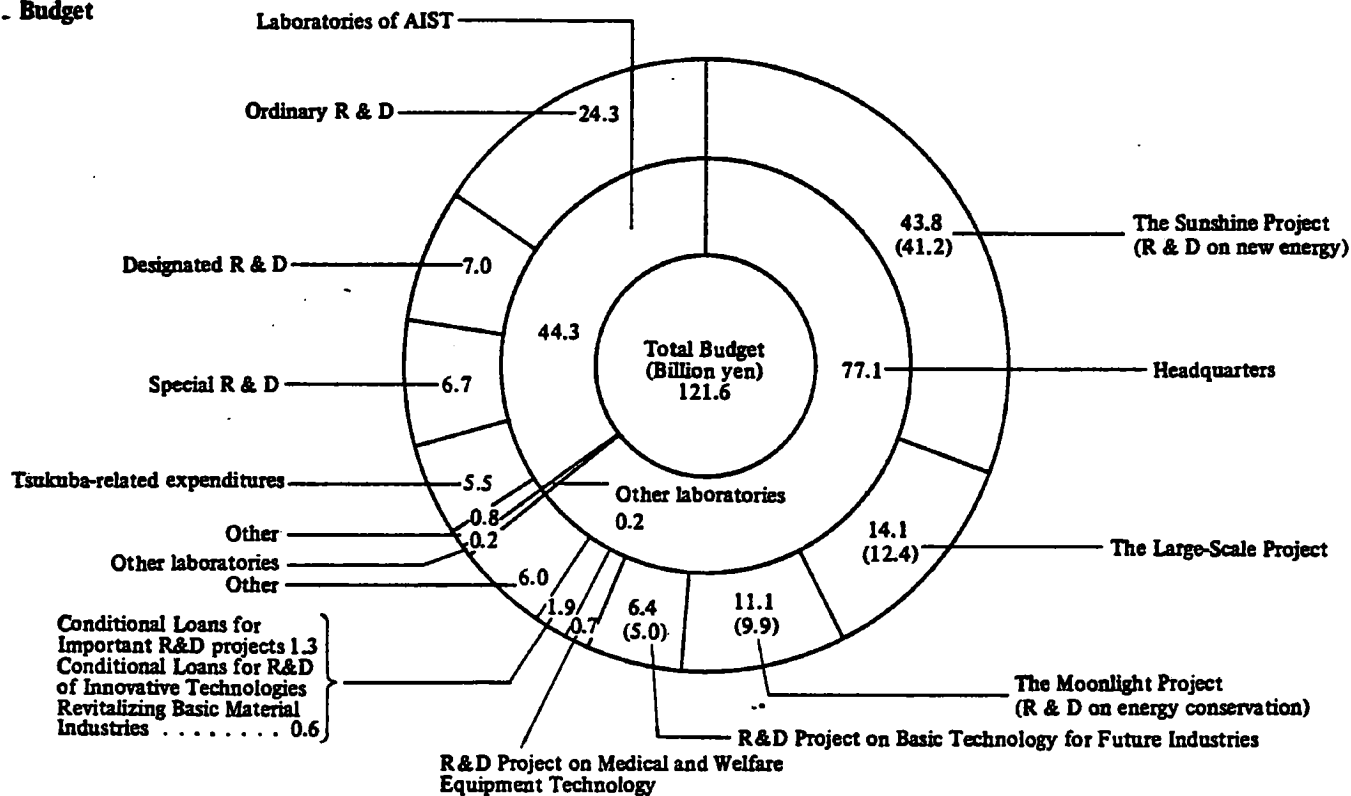 - Budget
Laboratories of AIST
Ordinary R & D
24.3
43.8
(41.2)
The Sunshine Project
(R & D on new energy)
Designated R & D
7.0
44.3
Total Budget
(Billion yen)
121.6
77.1
Headquarters
Special R & D
6.7
Tsukuba-related expenditures
5.5
Other laboratories
0.2
Other
0.8
Other laboratories
0.2
14.1
(12.4)
The Large-Scale Project
Other
6.0
1.9
0.7
6.4
(5.0)
11.1
(9.9)
Conditional Loans for
Important R&D projects 1.3
Conditional Loans for R&D
of Innovative Technologies
Revitalizing Basic Material
Industries . . . . . . . . 0.6
The Moonlight Project
(R & D on energy conservation)
R&D Project on Basic Technology for Future Industries
R&D Project on Medical and Welfare
Equipment Technology